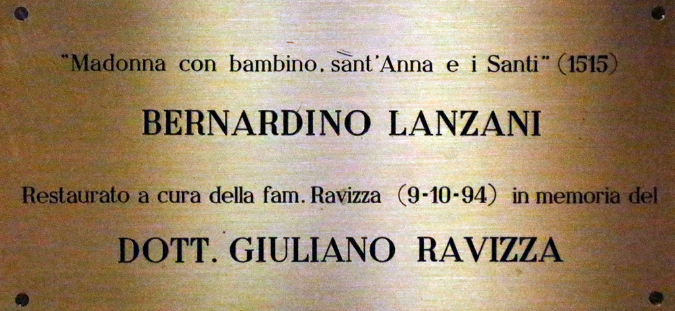 "Madonna con bambino, sant'Anna e i Santi" (1515)
BERNARDINO LANZANI
Restaurato a cura della fam. Ravizza (9-10-94) in memoria del
DOTT. GIULIANO RAVIZZA